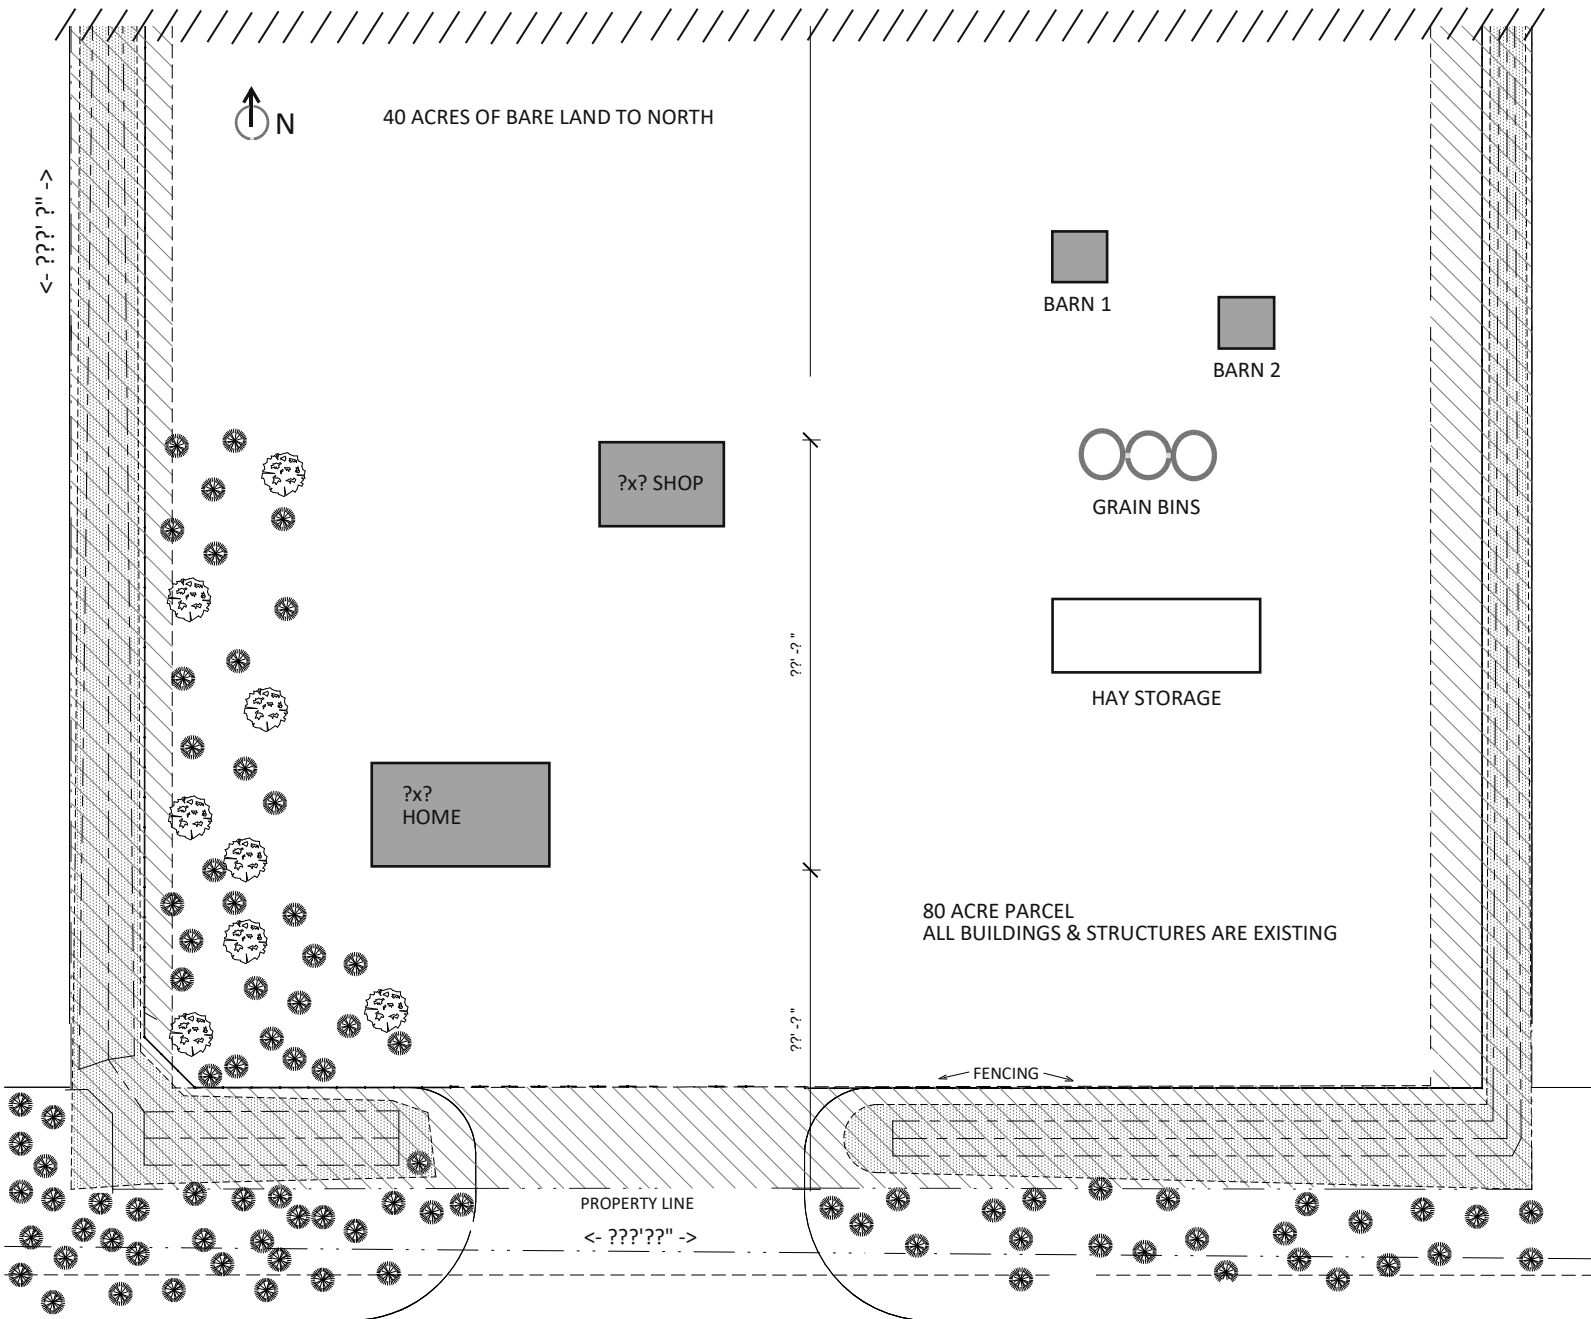 N
40 ACRES OF BARE LAND TO NORTH
<- ???' ?" ->
BARN 1
BARN 2
?x? SHOP
GRAIN BINS
??' -? "
HAY STORAGE
?x?
HOME
80 ACRE PARCEL
ALL BUILDINGS & STRUCTURES ARE EXISTING
??' -? "
<- FENCING ->
PROPERTY LINE
<- ???'??" ->